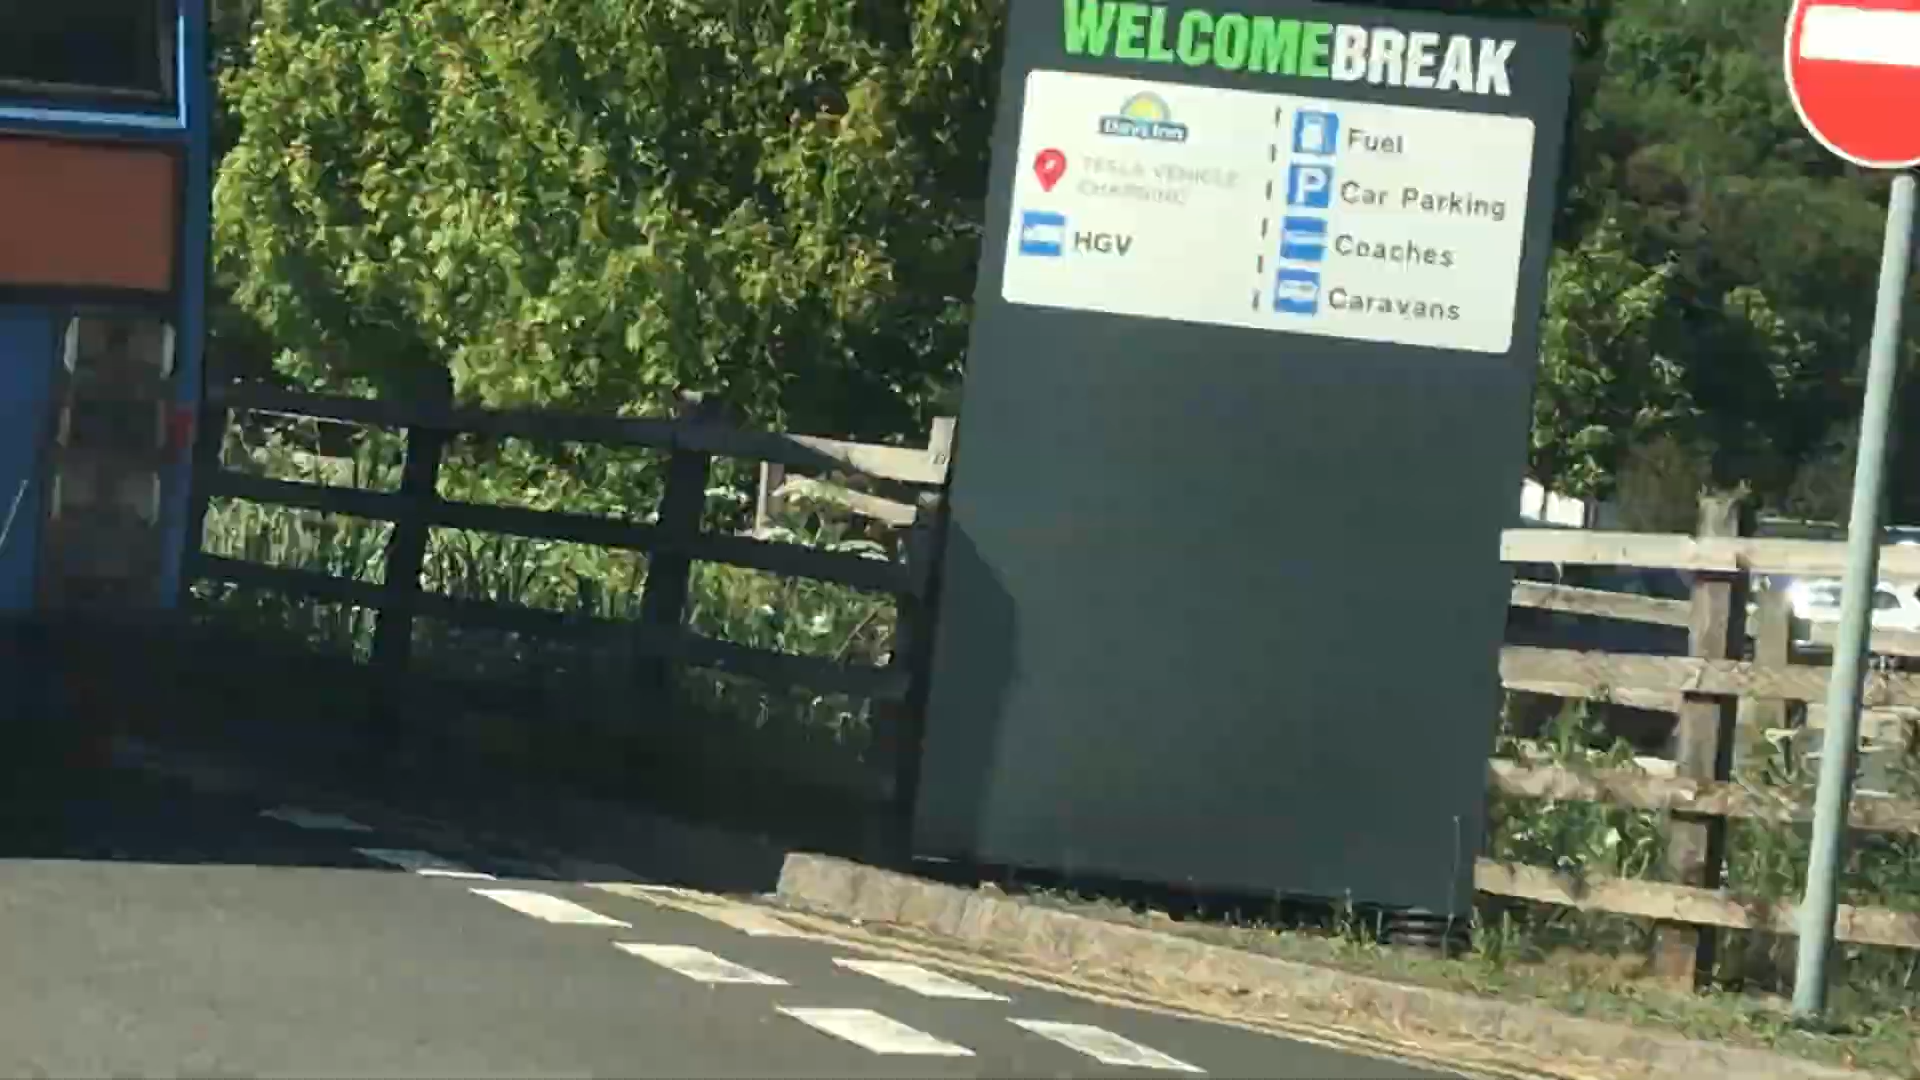 WELCOMEBREAK
Days Inn
TESLA VEHICLE
CHARGING
HGV
Fuel
P Car Parking
Coaches
Caravans